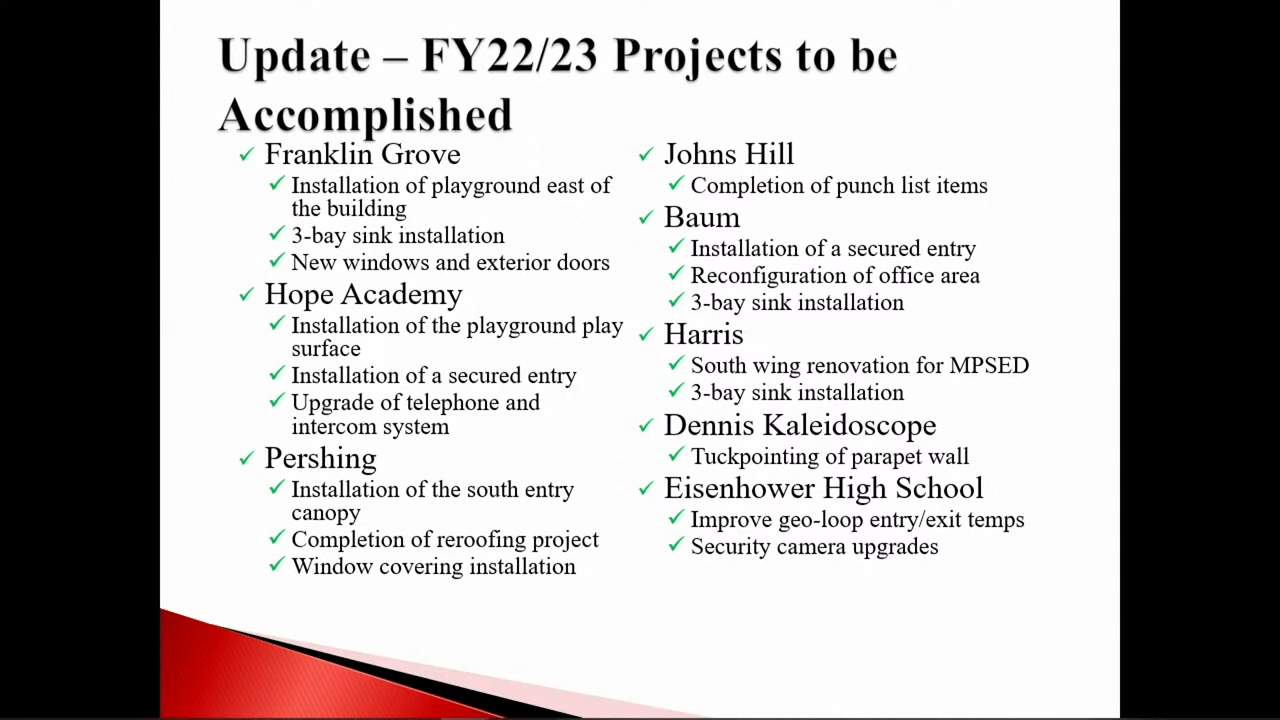 Update – FY22/23 Projects to be
Accomplished
Franklin Grove
Installation of playground east of
the building
3-bay sink installation
New windows and exterior doors
Hope Academy
Installation of the playground play
surface
Installation of a secured entry
Upgrade of telephone and
intercom system
Pershing
Installation of the south entry
canopy
Completion of reroofing project
Window covering installation
Johns Hill
Completion of punch list items
Baum
Installation of a secured entry
Reconfiguration of office area
3-bay sink installation
Harris
South wing renovation for MPSED
3-bay sink installation
Dennis Kaleidoscope
Tuckpointing of parapet wall
Eisenhower High School
Improve geo-loop entry/exit temps
Security camera upgrades